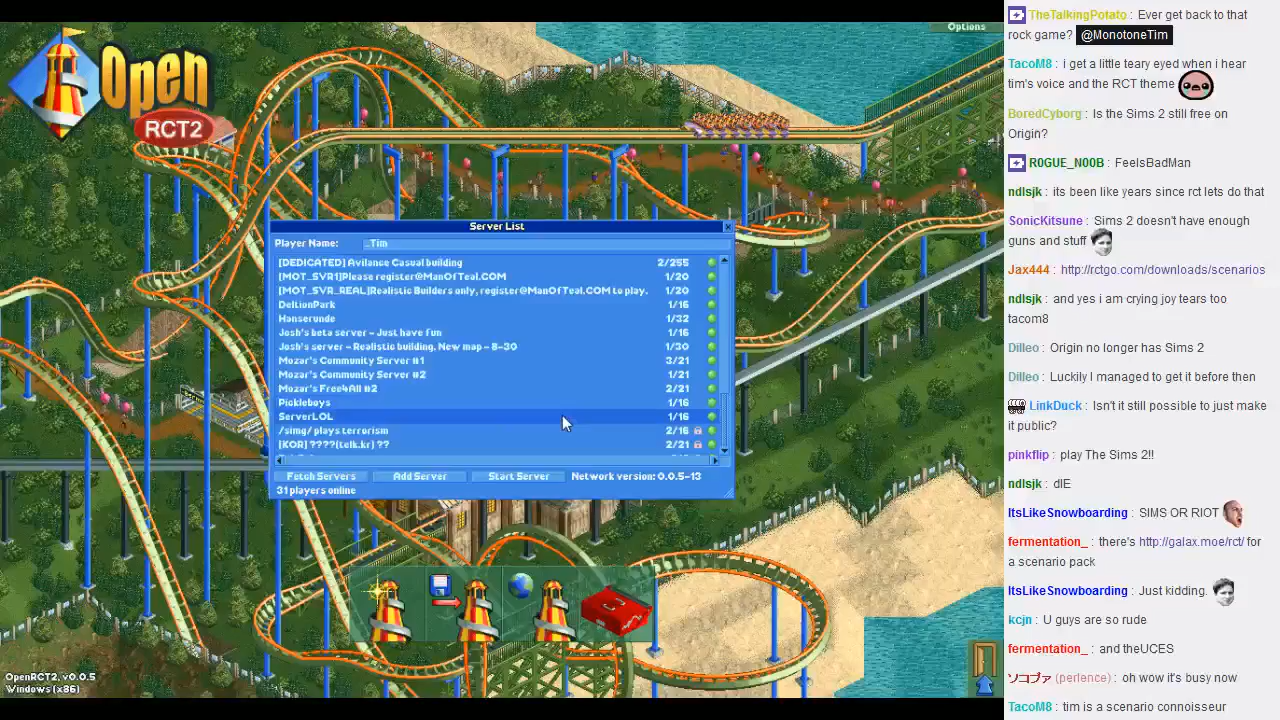 Open
RCT2
Options
Server List
Player Name: _Tim
[DEDICATED] Avilance Casual building 2/255
[MOT_SVR1]Please register@ManOfTeal.COM 1/20
[MOT_SVR_REAL]Realistic Builders only, register@ManOfTeal.COM to play. 1/20
DeltionPark 1/16
Hanserunde 1/32
Josh's beta server - Just have fun 1/16
Josh's server - Realistic building. New map - 8-30 1/30
Mozar's Community Server #1 3/21
Mozar's Community Server #2 1/21
Mozar's Free4All #2 2/21
Pickleboys 1/16
ServerLOL 1/16
/simg/ plays terrorism 2/16
[KOR] ????(telk.kr) ?? 2/21
Fetch Servers Add Server Start Server Network version: 0.0.5-13
31 players online
OpenRCT2, v0.0.5
Windows (x86)
TheTalkingPotato : Ever get back to that
rock game? @MonotoneTim
TacoM8 : i get a little teary eyed when i hear
tim's voice and the RCT theme
BoredCyborg : Is the Sims 2 still free on
Origin?
R0GUE_N00B : FeelsBadMan
ndlsjk : its been like years since rct lets do that
SonicKitsune : Sims 2 doesn't have enough
guns and stuff
Jax444 : http://rctgo.com/downloads/scenarios
ndlsjk : and yes i am crying joy tears too
tacom8
Dilleo : Origin no longer has Sims 2
Dilleo : Luckily I managed to get it before then
LinkDuck : Isn't it still possible to just make
it public?
pinkflip : play The Sims 2!!
ndlsjk : dIE
ItsLikeSnowboarding : SIMS OR RIOT
fermentation_ : there's http://galax.moe/rct/ for
a scenario pack
ItsLikeSnowboarding : Just kidding.
kcjn : U guys are so rude
fermentation_ : and theUCES
ソコプァ (perlence) : oh wow it's busy now
TacoM8 : tim is a scenario connoisseur